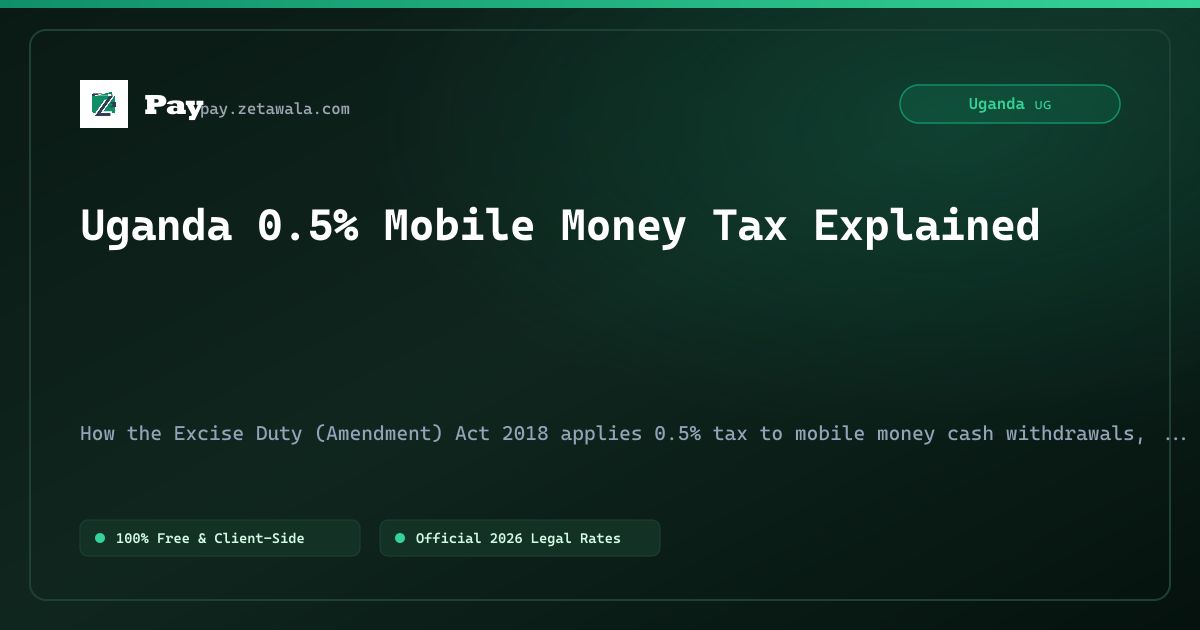 Pay pay.zetawala.com
Uganda UG
Uganda 0.5% Mobile Money Tax Explained
How the Excise Duty (Amendment) Act 2018 applies 0.5% tax to mobile money cash withdrawals, ...
100% Free & Client-Side
Official 2026 Legal Rates